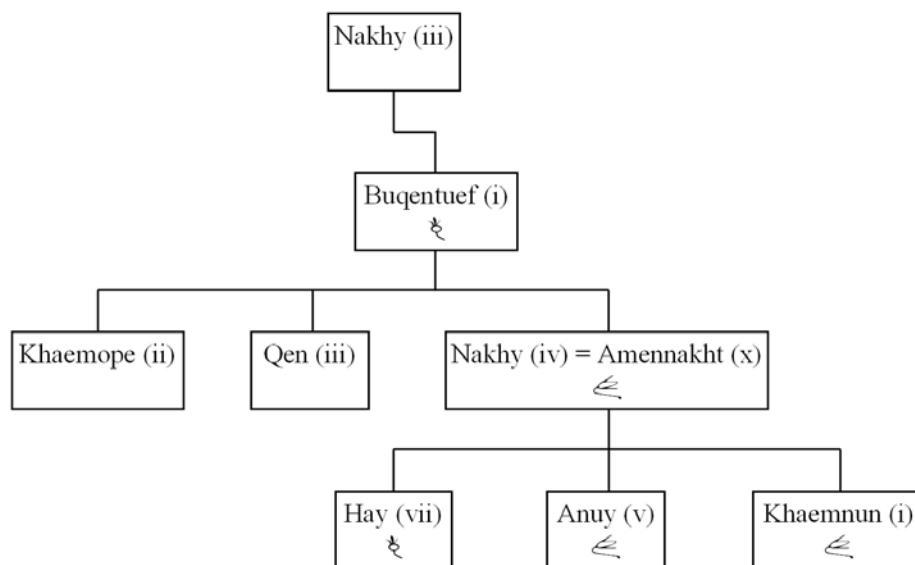 Nakhy (iii)
Buqentuef (i)
Khaemope (ii)
Qen (iii)
Nakhy (iv) = Amennakht (x)
Hay (vii)
Anuy (v)
Khaemnun (i)